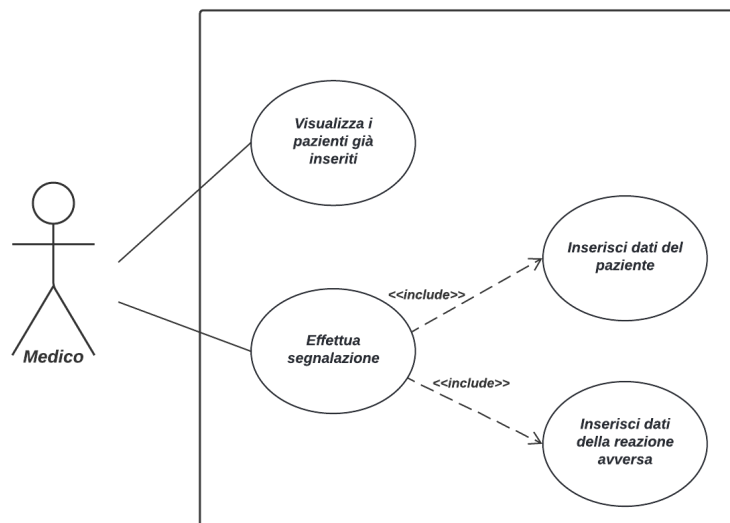 Visualizza i
pazienti già
inseriti
Inserisci dati del
paziente
<<include>>
Effettua
segnalazione
Medico
<<include>>
Inserisci dati
della reazione
avversa